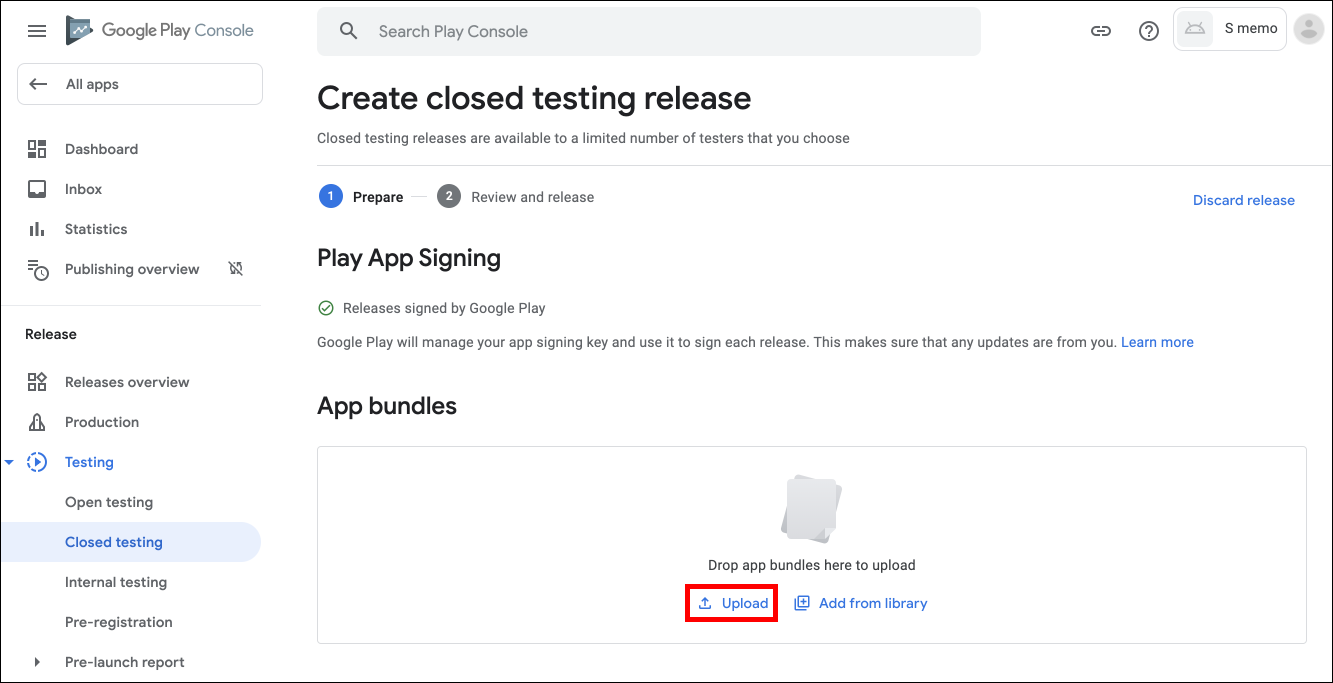 Google Play Console
Search Play Console
S memo
All apps
Dashboard
Inbox
Statistics
Publishing overview
Release
Releases overview
Production
Testing
Open testing
Closed testing
Internal testing
Pre-registration
Pre-launch report
Create closed testing release
Closed testing releases are available to a limited number of testers that you choose
1 Prepare
2 Review and release
Discard release
Play App Signing
Releases signed by Google Play
Google Play will manage your app signing key and use it to sign each release. This makes sure that any updates are from you. Learn more
App bundles
Drop app bundles here to upload
Upload
Add from library